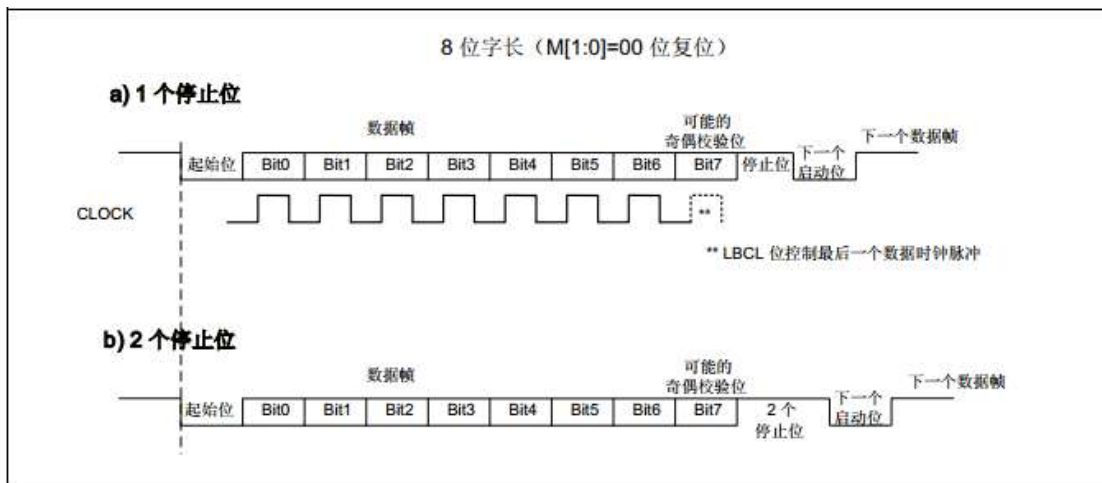 8 位字长（M[1:0]=00 位复位）
a) 1 个停止位
数据帧
可能的
奇偶校验位
下一个数据帧
起始位 Bit0 Bit1 Bit2 Bit3 Bit4 Bit5 Bit6 Bit7 停止位
下一个
启动位
CLOCK
**
** LBCL 位控制最后一个数据时钟脉冲
b) 2 个停止位
数据帧
可能的
奇偶校验位
下一个数据帧
起始位 Bit0 Bit1 Bit2 Bit3 Bit4 Bit5 Bit6 Bit7
2 个
停止位
下一个
启动位